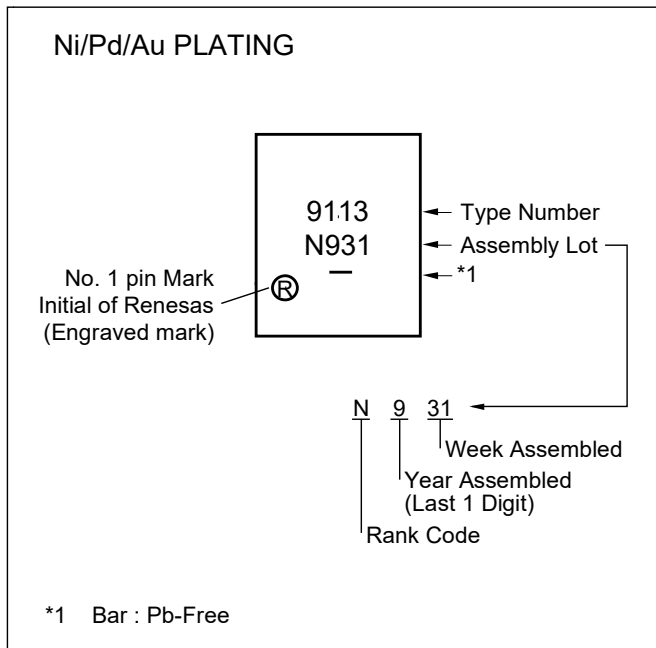 Ni/Pd/Au PLATING
9113
N931
—
Type Number
Assembly Lot
*1
No. 1 pin Mark
Initial of Renesas
(Engraved mark)
R
N 9 31
Week Assembled
Year Assembled
(Last 1 Digit)
Rank Code
*1 Bar : Pb-Free